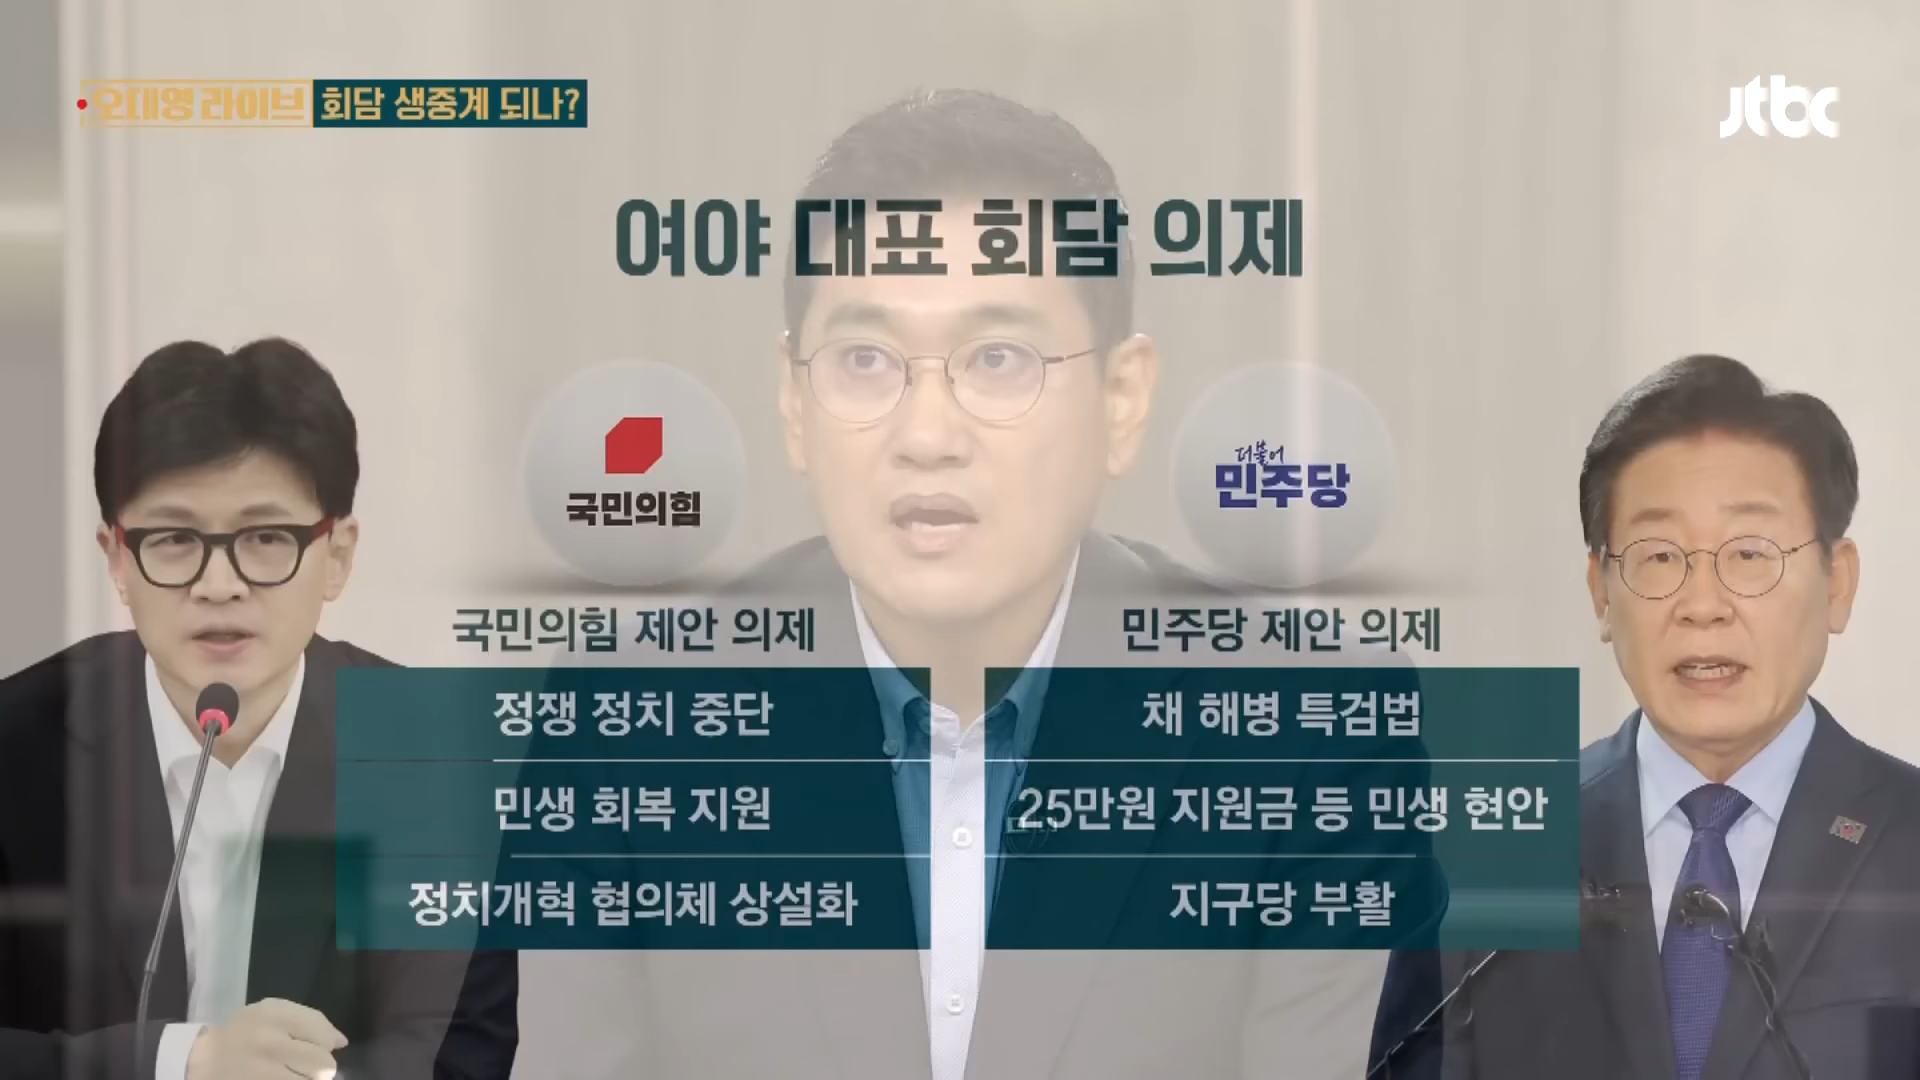 오대영 라이브 회담 생중계 되나?
jtbc
여야 대표 회담 의제
국민의힘
더불어
민주당
국민의힘 제안 의제
정쟁 정치 중단
민생 회복 지원
정치개혁 협의체 상설화
민주당 제안 의제
채 해병 특검법
25만원 지원금 등 민생 현안
지구당 부활